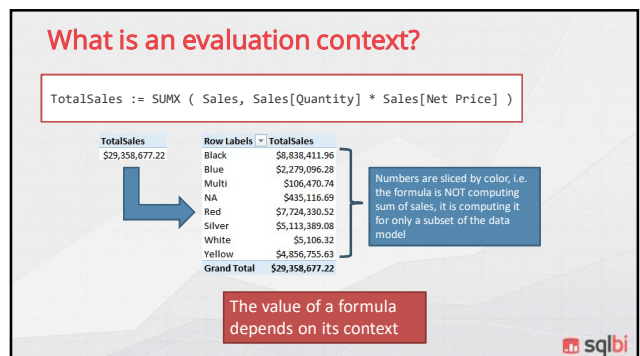 What is an evaluation context?
TotalSales := SUMX ( Sales, Sales[Quantity] * Sales[Net Price] )
TotalSales
$29,358,677.22
Row Labels TotalSales
Black $8,838,411.96
Blue $2,279,096.28
Multi $106,470.74
NA $435,116.69
Red $7,724,330.52
Silver $5,113,389.08
White $5,106.32
Yellow $4,856,755.63
Grand Total $29,358,677.22
Numbers are sliced by color, i.e.
the formula is NOT computing
sum of sales, it is computing it
for only a subset of the data
model
The value of a formula
depends on its context
sqlbi